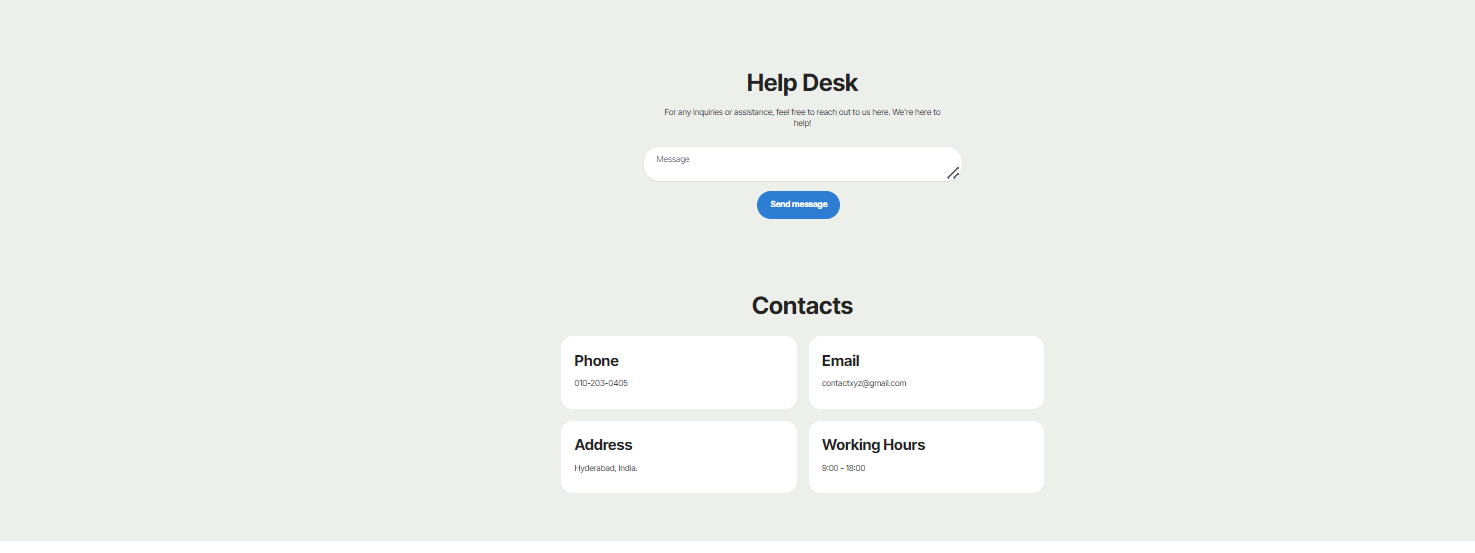 Help Desk
For any inquiries or assistance, feel free to reach out to us here. We're here to
help!
Message
Send message
Contacts
Phone
010-203-0405
Email
contactxyz@gmail.com
Address
Hyderabad, India.
Working Hours
9:00 - 18:00